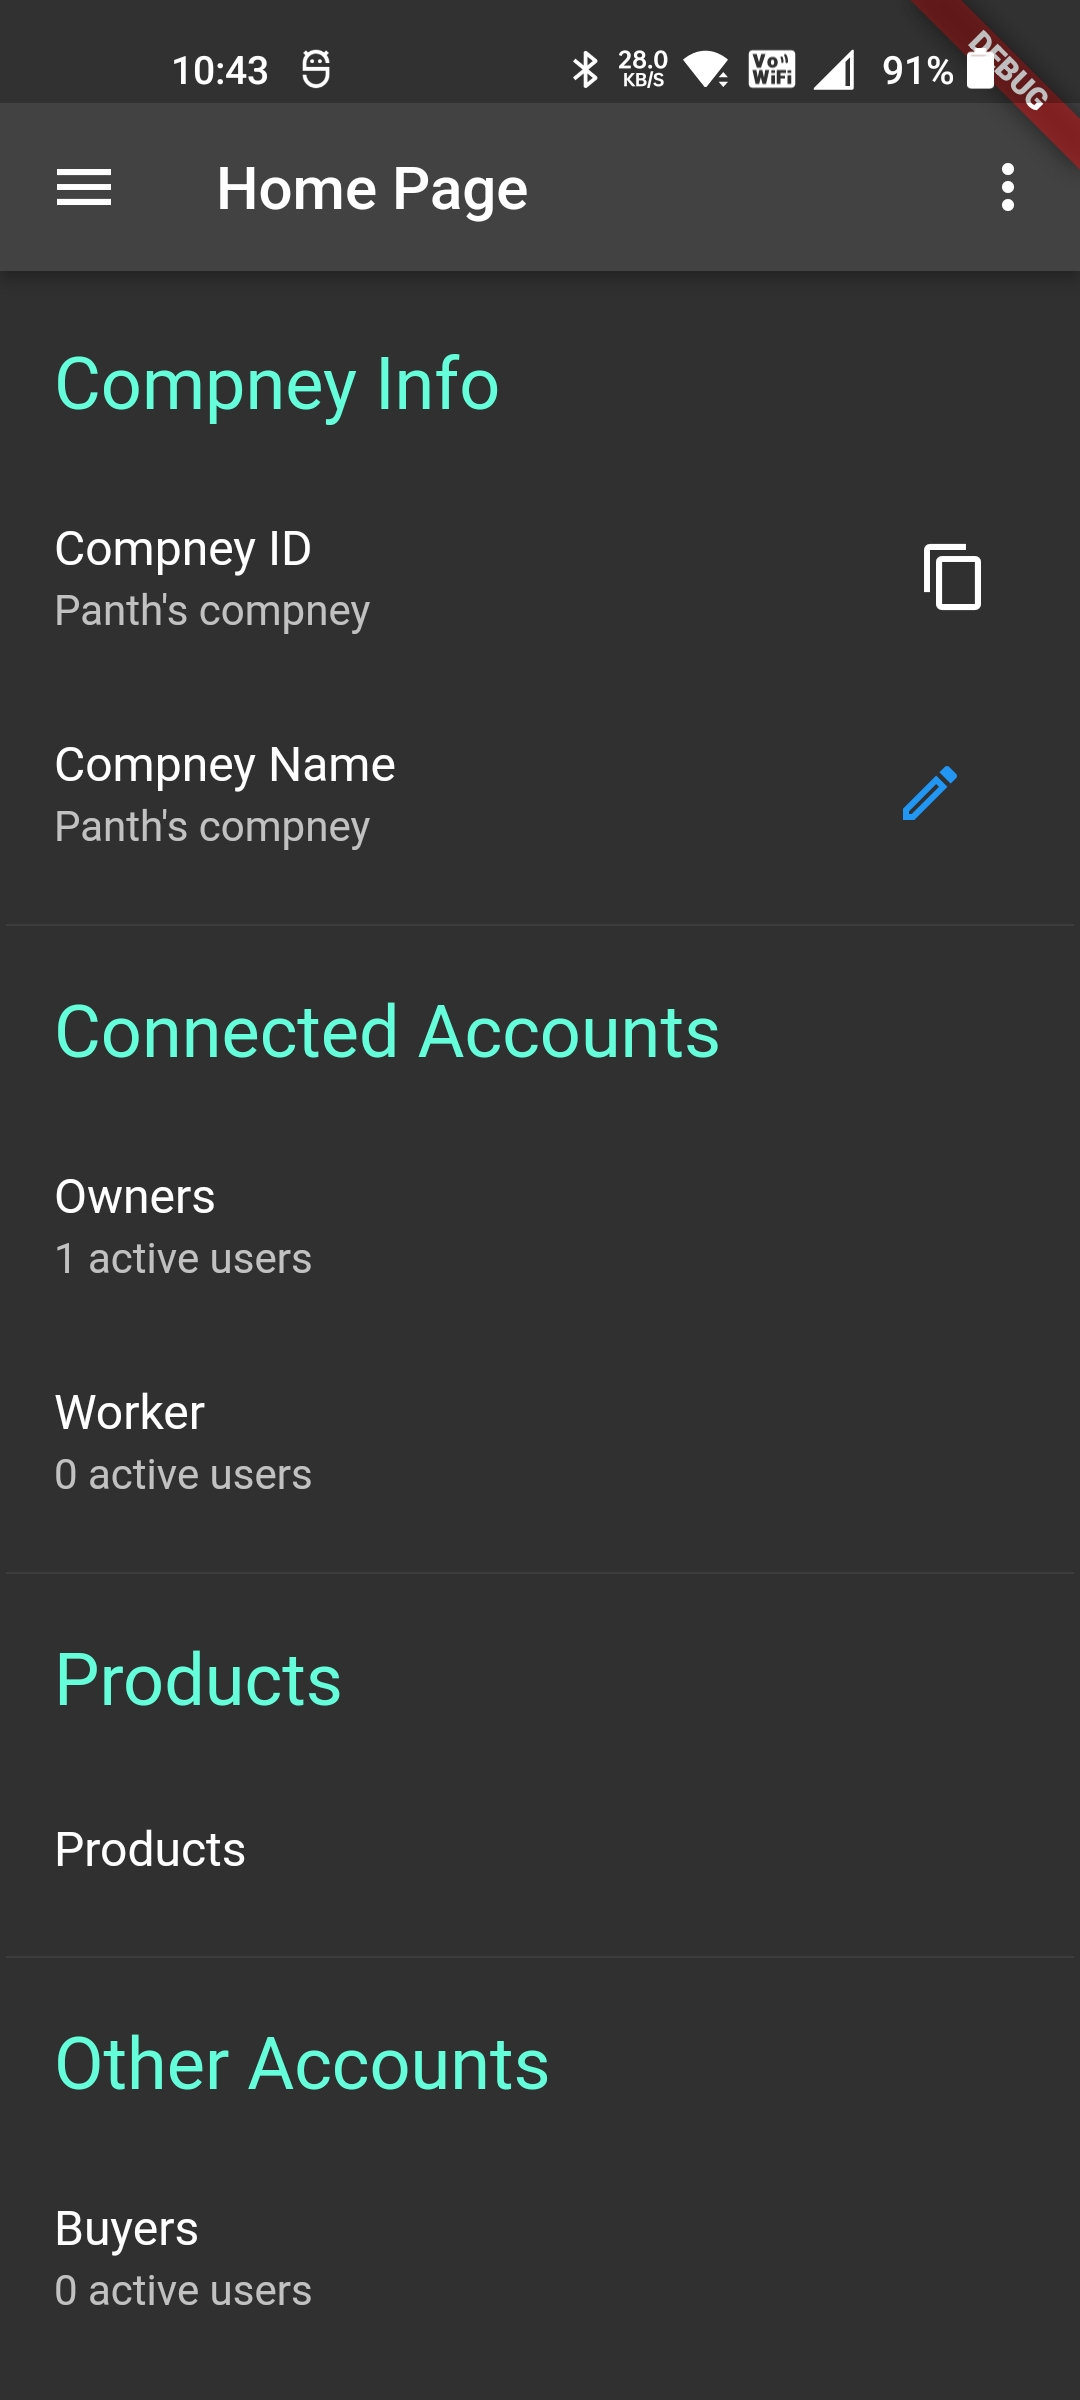 10:43
28.0
KB/S
Vo
WiFi
91%
DEBUG
Home Page
Compney Info
Compney ID
Panth's compney
Compney Name
Panth's compney
Connected Accounts
Owners
1 active users
Worker
0 active users
Products
Products
Other Accounts
Buyers
0 active users